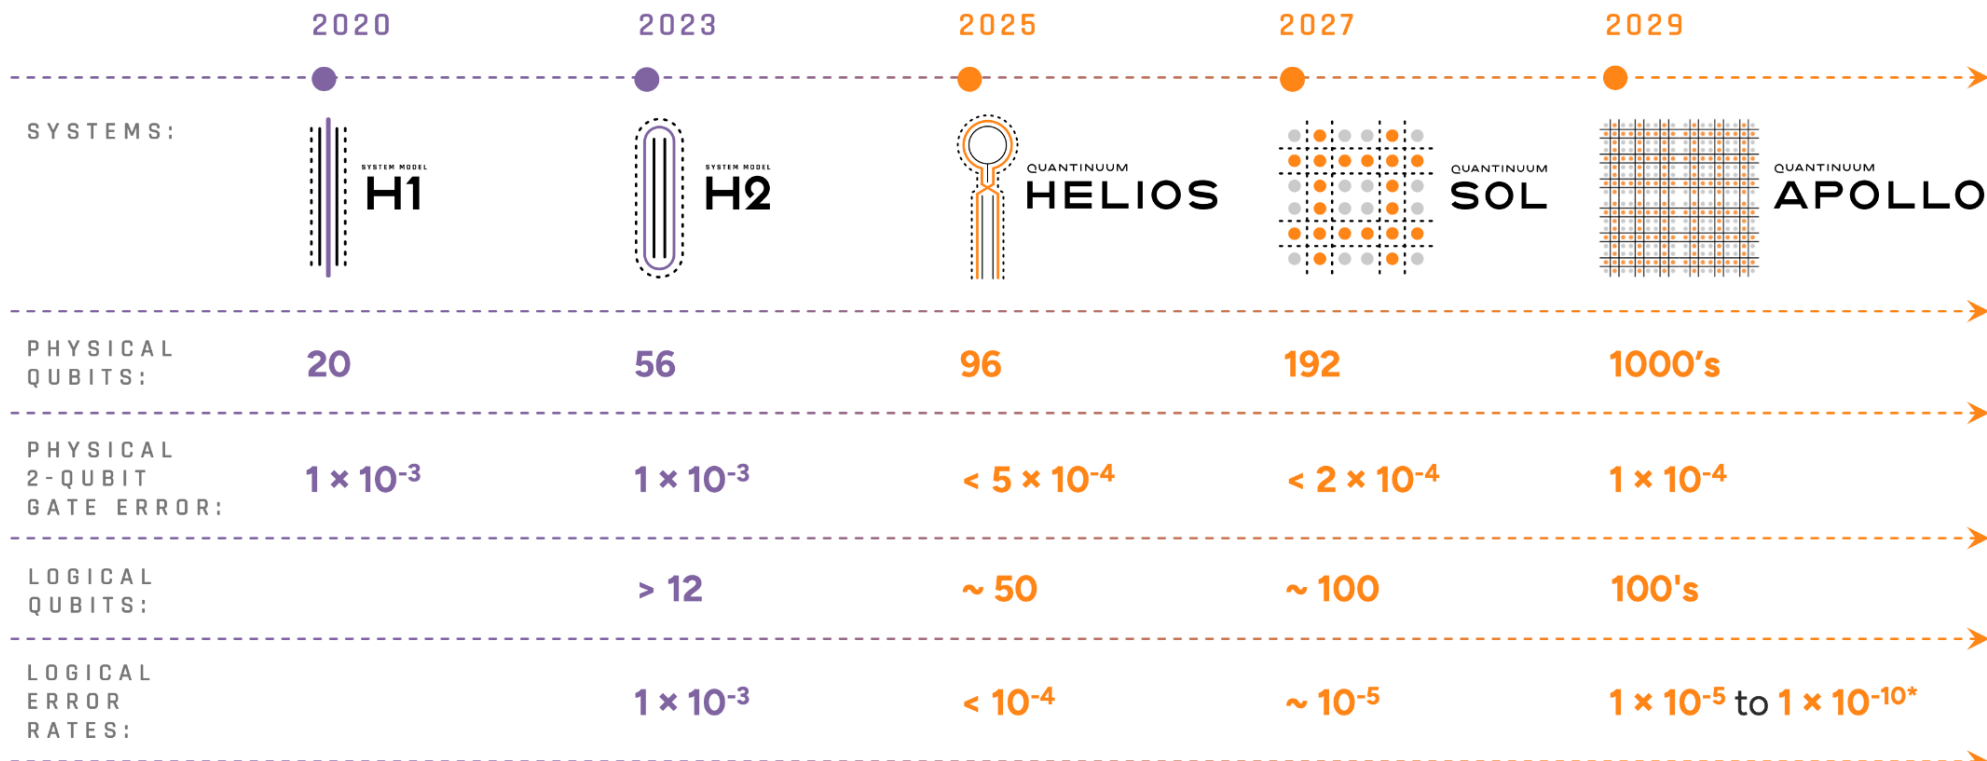 2020 2023 2025 2027 2029
SYSTEMS:
SYSTEM MODEL
H1
SYSTEM MODEL
H2
QUANTINUUM
HELIOS
QUANTINUUM
SOL
QUANTINUUM
APOLLO
PHYSICAL
QUBITS:
20 56 96 192 1000’s
PHYSICAL
2-QUBIT
GATE ERROR:
1 × 10⁻³ 1 × 10⁻³ < 5 × 10⁻⁴ < 2 × 10⁻⁴ 1 × 10⁻⁴
LOGICAL
QUBITS:
> 12 ~ 50 ~ 100 100's
LOGICAL
ERROR
RATES:
1 × 10⁻³ < 10⁻⁴ ~ 10⁻⁵ 1 × 10⁻⁵ to 1 × 10⁻¹⁰*